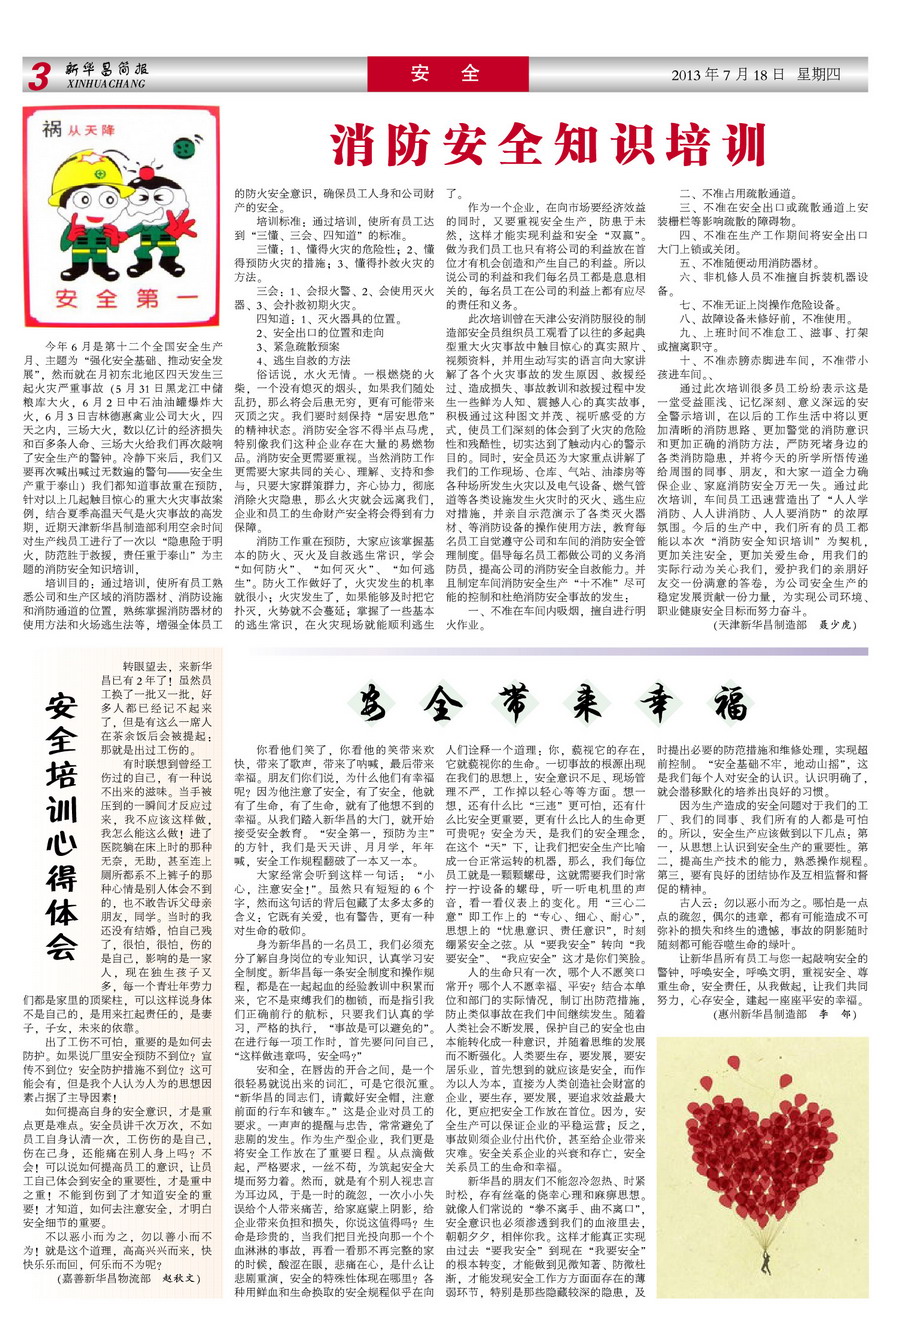 3
新华昌简报
XINHUACHANG
安 全
2013 年 7 月 18 日 星期四
祸从天降
安全第一
消防安全知识培训
今年 6 月是第十二个全国安全生产
月、主题为“强化安全基础、推动安全发
展”，然而就在月初东北地区四天发生三
起火灾严重事故（5 月 31 日黑龙江中储
粮库大火，6 月 2 日中石油油罐爆炸大
火，6 月 3 日吉林德惠禽业公司大火，四
天之内，三场大火，数以亿计的经济损失
和百多条人命、三场大火给我们再次敲响
了安全生产的警钟。冷静下来后，我们又
要再次喊出喊过无数遍的警句——安全生
产重于泰山）我们都知道事故重在预防，
针对以上几起触目惊心的重大火灾事故案
例，结合夏季高温天气是火灾事故的高发
期，近期天津新华昌制造部利用空余时间
对生产线员工进行了一次以“隐患险于明
火，防范胜于救援，责任重于泰山”为主
题的消防安全知识培训，
培训目的：通过培训，使所有员工熟
悉公司和生产区域的消防器材、消防设施
和消防通道的位置，熟练掌握消防器材的
使用方法和火场逃生法等，增强全体员工
的防火安全意识，确保员工人身和公司财
产的安全。
培训标准：通过培训，使所有员工达
到“三懂、三会、四知道”的标准。
三懂：1、懂得火灾的危险性；2、懂
得预防火灾的措施；3、懂得扑救火灾的
方法。
三会：1、会报火警、2、会使用灭火
器、3、会扑救初期火灾。
四知道：1、灭火器具的位置。
2、安全出口的位置和走向
3、紧急疏散预案
4、逃生自救的方法
俗话说，水火无情。一根燃烧的火
柴，一个没有熄灭的烟头，如果我们随处
乱扔，那么将会后患无穷，更有可能带来
灭顶之灾。我们要时刻保持“居安思危”
的精神状态。消防安全容不得半点马虎，
特别像我们这种企业存在大量的易燃物
品。消防安全更需要重视。当然消防工作
更需要大家共同的关心、理解、支持和参
与，只要大家群策群力，齐心协力，彻底
消除火灾隐患，那么火灾就会远离我们，
企业和员工的生命财产安全将会得到有力
保障。
消防工作重在预防，大家应该掌握基
本的防火、灭火及自救逃生常识，学会
“如何防火”、“如何灭火”、“如何逃
生”。防火工作做好了，火灾发生的机率
就很小；火灾发生了，如果能够及时把它
扑灭，火势就不会蔓延；掌握了一些基本
的逃生常识，在火灾现场就能顺利逃生
了。
作为一个企业，在向市场要经济效益
的同时，又要重视安全生产，防患于未
然，这样才能实现利益和安全“双赢”。
做为我们员工也只有将公司的利益放在首
位才有机会创造和产生自己的利益。所以
说公司的利益和我们每名员工都是息息相
关的，每名员工在公司的利益上都有应尽
的责任和义务。
此次培训曾在天津公安消防服役的制
造部安全员组织员工观看了以往的多起典
型重大火灾事故中触目惊心的真实照片、
视频资料，并用生动写实的语言向大家讲
解了各个火灾事故的发生原因、救援经
过、造成损失、事故教训和救援过程中发
生一些鲜为人知、震撼人心的真实故事，
积极通过这种图文并茂、视听感受的方
式，使员工们深刻的体会到了火灾的危险
性和残酷性，切实达到了触动内心的警示
目的。同时，安全员还为大家重点讲解了
我们的工作现场、仓库、气站、油漆房等
各种场所发生火灾以及电气设备、燃气管
道等各类设施发生火灾时的灭火、逃生应
对措施，并亲自示范演示了各类灭火器
材、等消防设备的操作使用方法，教育每
名员工自觉遵守公司和车间的消防安全管
理制度。倡导每名员工都做公司的义务消
防员，提高公司的消防安全自救能力。并
且制定车间消防安全生产“十不准”尽可
能的控制和杜绝消防安全事故的发生：
一、不准在车间内吸烟，擅自进行明
火作业。
二、不准占用疏散通道。
三、不准在安全出口或疏散通道上安
装栅栏等影响疏散的障碍物。
四、不准在生产工作期间将安全出口
大门上锁或关闭。
五、不准随便动用消防器材。
六、非机修人员不准擅自拆装机器设
备。
七、不准无证上岗操作危险设备。
八、故障设备未修好前，不准使用。
九、上班时间不准怠工、滋事、打架
或擅离职守。
十、不准赤膊赤脚进车间，不准带小
孩进车间。、
通过此次培训很多员工纷纷表示这是
一堂受益匪浅、记忆深刻、意义深远的安
全警示培训，在以后的工作生活中将以更
加清晰的消防思路、更加警觉的消防意识
和更加正确的消防方法，严防死堵身边的
各类消防隐患，并将今天的所学所悟传递
给周围的同事、朋友，和大家一道全力确
保企业、家庭消防安全万无一失。通过此
次培训，车间员工迅速营造出了“人人学
消防、人人讲消防、人人要消防”的浓厚
氛围。今后的生产中，我们所有的员工都
能以本次“消防安全知识培训”为契机，
更加关注安全，更加关爱生命，用我们的
实际行动为关心我们，爱护我们的亲朋好
友交一份满意的答卷，为公司安全生产的
稳定发展贡献一份力量，为实现公司环境、
职业健康安全目标而努力奋斗。
（天津新华昌制造部 聂少虎）
安全培训心得体会
转眼望去，来新华
昌已有 2 年了！虽然员
工换了一批又一批，好
多人都已经记不起来
了，但是有这么一席人
在茶余饭后会被提起；
那就是出过工伤的。
有时联想到曾经工
伤过的自己，有一种说
不出来的滋味。当手被
压到的一瞬间才反应过
来，我不应该这样做，
我怎么能这么做！进了
医院躺在床上时的那种
无奈，无助，甚至连上
厕所都系不上裤子的那
种心情是别人体会不到
的，也不敢告诉父母亲
朋友，同学。当时的我
还没有结婚，怕自己残
了，很怕，很怕，伤的
是自己，影响的是一家
人，现在独生孩子又
多，每一个青壮年劳力
们都是家里的顶梁柱，可以这样说身体
不是自己的，是用来扛起责任的，是妻
子，子女，未来的依靠。
出了工伤不可怕，重要的是如何去
防护。如果说厂里安全预防不到位？宣
传不到位？安全防护措施不到位？这可
能会有，但是我个人认为人为的思想因
素占据了主导因素！
如何提高自身的安全意识，才是重
点更是难点。安全员讲千次万次，不如
员工自身认清一次，工伤伤的是自己，
伤在己身，还能痛在别人身上吗？不
会！可以说如何提高员工的意识，让员
工自己体会到安全的重要性，才是重中
之重！不能到伤到了才知道安全的重
要！才知道，如何去注意安全，才明白
安全细节的重要。
不以恶小而为之，勿以善小而不
为！就是这个道理，高高兴兴而来，快
快乐乐而回，何乐而不为呢？
（嘉善新华昌物流部 赵秋文）
安全带来幸福
你看他们笑了，你看他的笑带来欢
快，带来了歌声，带来了呐喊，最后带来
幸福。朋友们你们说，为什么他们有幸福
呢？因为他注意了安全，有了安全，他就
有了生命，有了生命，就有了他想不到的
幸福。从我们踏入新华昌的大门，就开始
接受安全教育。“安全第一，预防为主”
的方针，我们是天天讲、月月学，年年
喊，安全工作规程翻破了一本又一本。
大家经常会听到这样一句话：“小
心，注意安全！”。虽然只有短短的 6 个
字，然而这句话的背后包藏了太多太多的
含义：它既有关爱，也有警告，更有一种
对生命的敬仰。
身为新华昌的一名员工，我们必须充
分了解自身岗位的专业知识，认真学习安
全制度。新华昌每一条安全制度和操作规
程，都是在一起起血的经验教训中积累而
来，它不是束缚我们的枷锁，而是指引我
们正确前行的航标，只要我们认真的学
习，严格的执行，“事故是可以避免的”。
在进行每一项工作时，首先要问问自己，
“这样做违章吗，安全吗？”
安和全，在唇齿的开合之间，是一个
很轻易就说出来的词汇，可是它很沉重。
“新华昌的同志们，请戴好安全帽，注意
前面的行车和镀车。”这是企业对员工的
要求。一声声的提醒与忠告，常常避免了
悲剧的发生。作为生产型企业，我们更是
将安全工作放在了重要日程。从点滴做
起，严格要求，一丝不苟，为筑起安全大
堤而努力着。然而，就是有个别人视忠言
为耳边风，于是一时的疏忽，一次小小失
误给个人带来痛苦，给家庭蒙上阴影，给
企业带来负担和损失，你说这值得吗？生
命是珍贵的，当我们把目光投向那一个个
血淋淋的事故，再看一看那不再完整的家
的时候，酸涩在眼，悲痛在心，是什么让
悲剧重演，安全的特殊性体现在哪里？各
种用鲜血和生命换取的安全规程似乎在向
人们诠释一个道理：你，藐视它的存在，
它就藐视你的生命。一切事故的根源出现
在我们的思想上，安全意识不足、现场管
理不严，工作掉以轻心等等方面。想一
想，还有什么比“三违”更可怕，还有什
么比安全更重要，更有什么比人的生命更
可贵呢？安全为天，是我们的安全理念，
在这个“天”下，让我们把安全生产比喻
成一台正常运转的机器，那么，我们每位
员工就是一颗颗螺母，这就需要我们时常
拧一拧设备的螺母，听一听电机里的声
音，看一看仪表上的变化。用“三心二
意”即工作上的“专心、细心、耐心”，
思想上的“忧患意识、责任意识”，时刻
绷紧安全之弦。从“要我安全”转向“我
要安全”、“我应安全”这才是你们笑脸。
人的生命只有一次，哪个人不愿笑口
常开？哪个人不愿幸福、平安？结合本单
位和部门的实际情况，制订出防范措施，
防止类似事故在我们中间继续发生。随着
人类社会不断发展，保护自己的安全也由
本能转化成一种意识，并随着思维的发展
而不断强化。人类要生存，要发展，要安
居乐业，首先想到的就应该是安全，而作
为以人为本，直接为人类创造社会财富的
企业，要生存，要发展，要追求效益最大
化，更应把安全工作放在首位。因为，安
全生产可以保证企业的平稳运营；反之，
事故则须企业付出代价，甚至给企业带来
灾难。安全关系企业的兴衰和存亡，安全
关系员工的生命和幸福。
新华昌的朋友们不能忽冷忽热、时紧
时松，存有丝毫的侥幸心理和麻痹思想。
就像人们常说的“拳不离手、曲不离口”，
安全意识也必须渗透到我们的血液里去，
朝朝夕夕，相伴你我。这样才能真正实现
由过去“要我安全”到现在“我要安全”
的根本转变，才能做到见微知著、防微杜
渐，才能发现安全工作方方面面存在的薄
弱环节，特别是那些隐藏较深的隐患，及
时提出必要的防范措施和维修处理，实现超
前控制。“安全基础不牢，地动山摇”，这
是我们每个人对安全的认识。认识明确了，
就会潜移默化的培养出良好的习惯。
因为生产造成的安全问题对于我们的工
厂、我们的同事、我们所有的人都是可怕
的。所以，安全生产应该做到以下几点：第
一，从思想上认识到安全生产的重要性。第
二，提高生产技术的能力，熟悉操作规程。
第三，要有良好的团结协作及互相监督和督
促的精神。
古人云：勿以恶小而为之。哪怕是一点
点的疏忽，偶尔的违章，都有可能造成不可
弥补的损失和终生的遗憾，事故的阴影随时
随刻都可能吞噬生命的绿叶。
让新华昌所有员工与您一起敲响安全的
警钟，呼唤安全，呼唤文明，重视安全、尊
重生命，安全责任，从我做起，让我们共同
努力，心存安全，建起一座座平安的幸福。
（惠州新华昌制造部 李 邻）